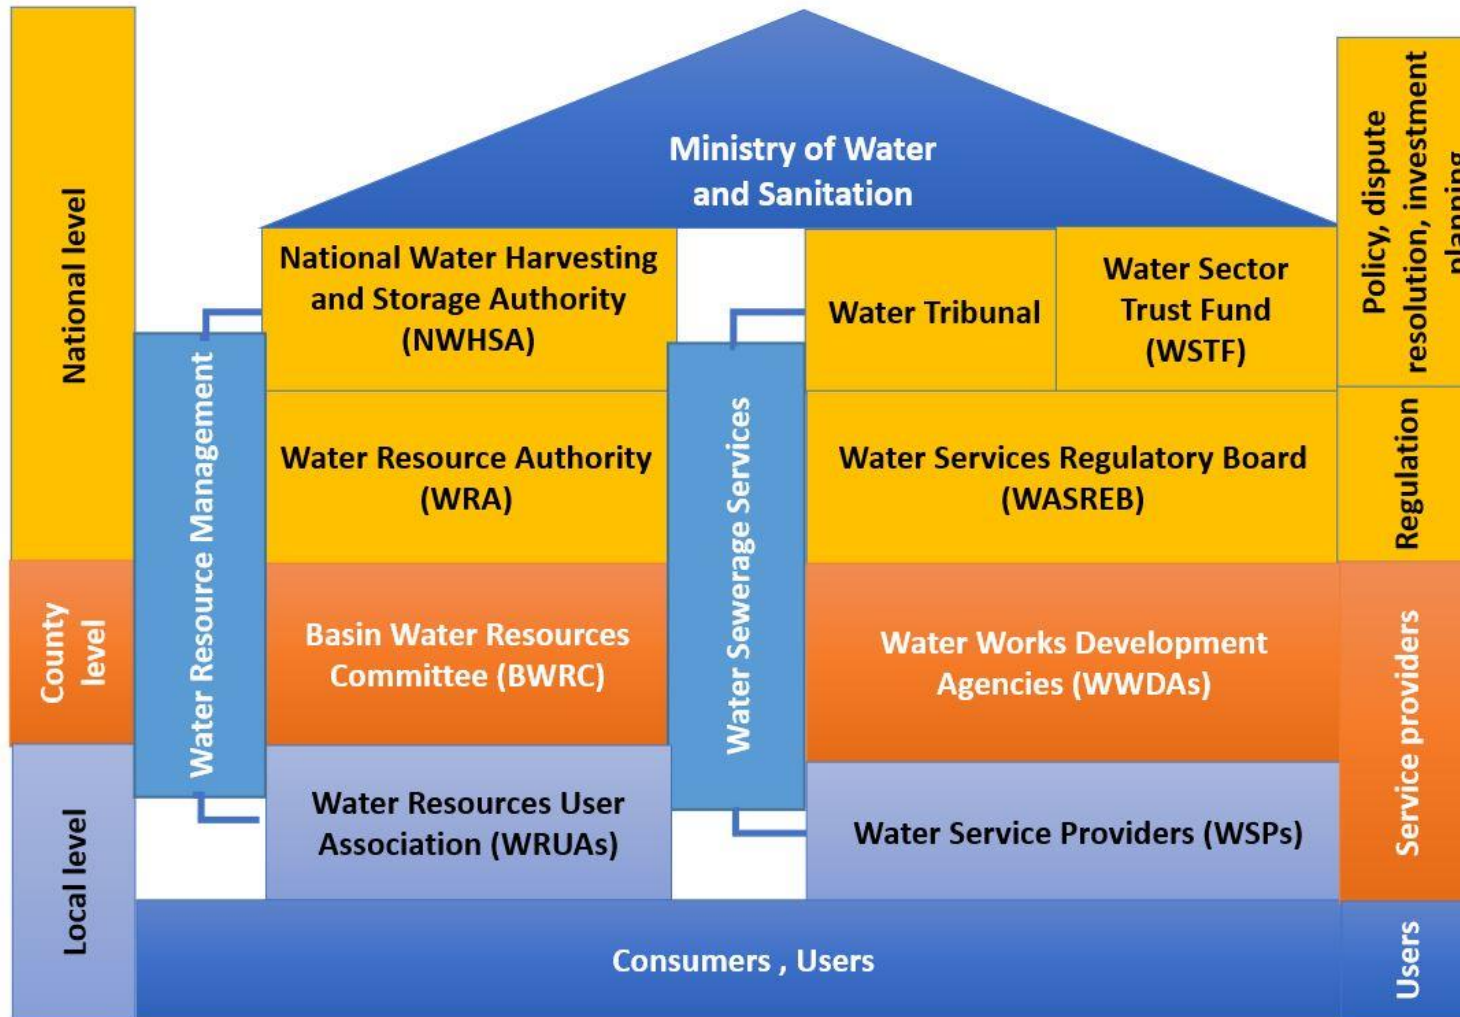 National level
County
level
Local level
Water Resource Management
Ministry of Water
and Sanitation
National Water Harvesting
and Storage Authority
(NWHSA)
Water Resource Authority
(WRA)
Basin Water Resources
Committee (BWRC)
Water Resources User
Association (WRUAs)
Water Sewerage Services
Water Tribunal
Water Sector
Trust Fund
(WSTF)
Water Services Regulatory Board
(WASREB)
Water Works Development
Agencies (WWDAs)
Water Service Providers (WSPs)
Consumers , Users
Policy, dispute
resolution, investment
planning
Regulation
Service providers
Users